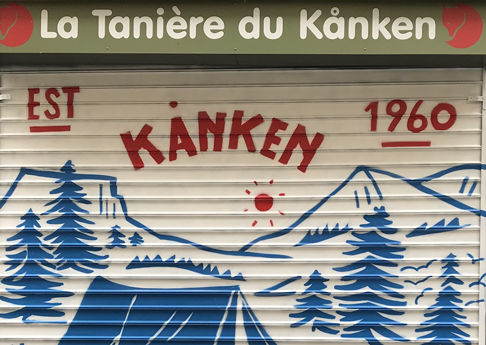 La Tanière du Kånken
EST
1960
KÅNKEN